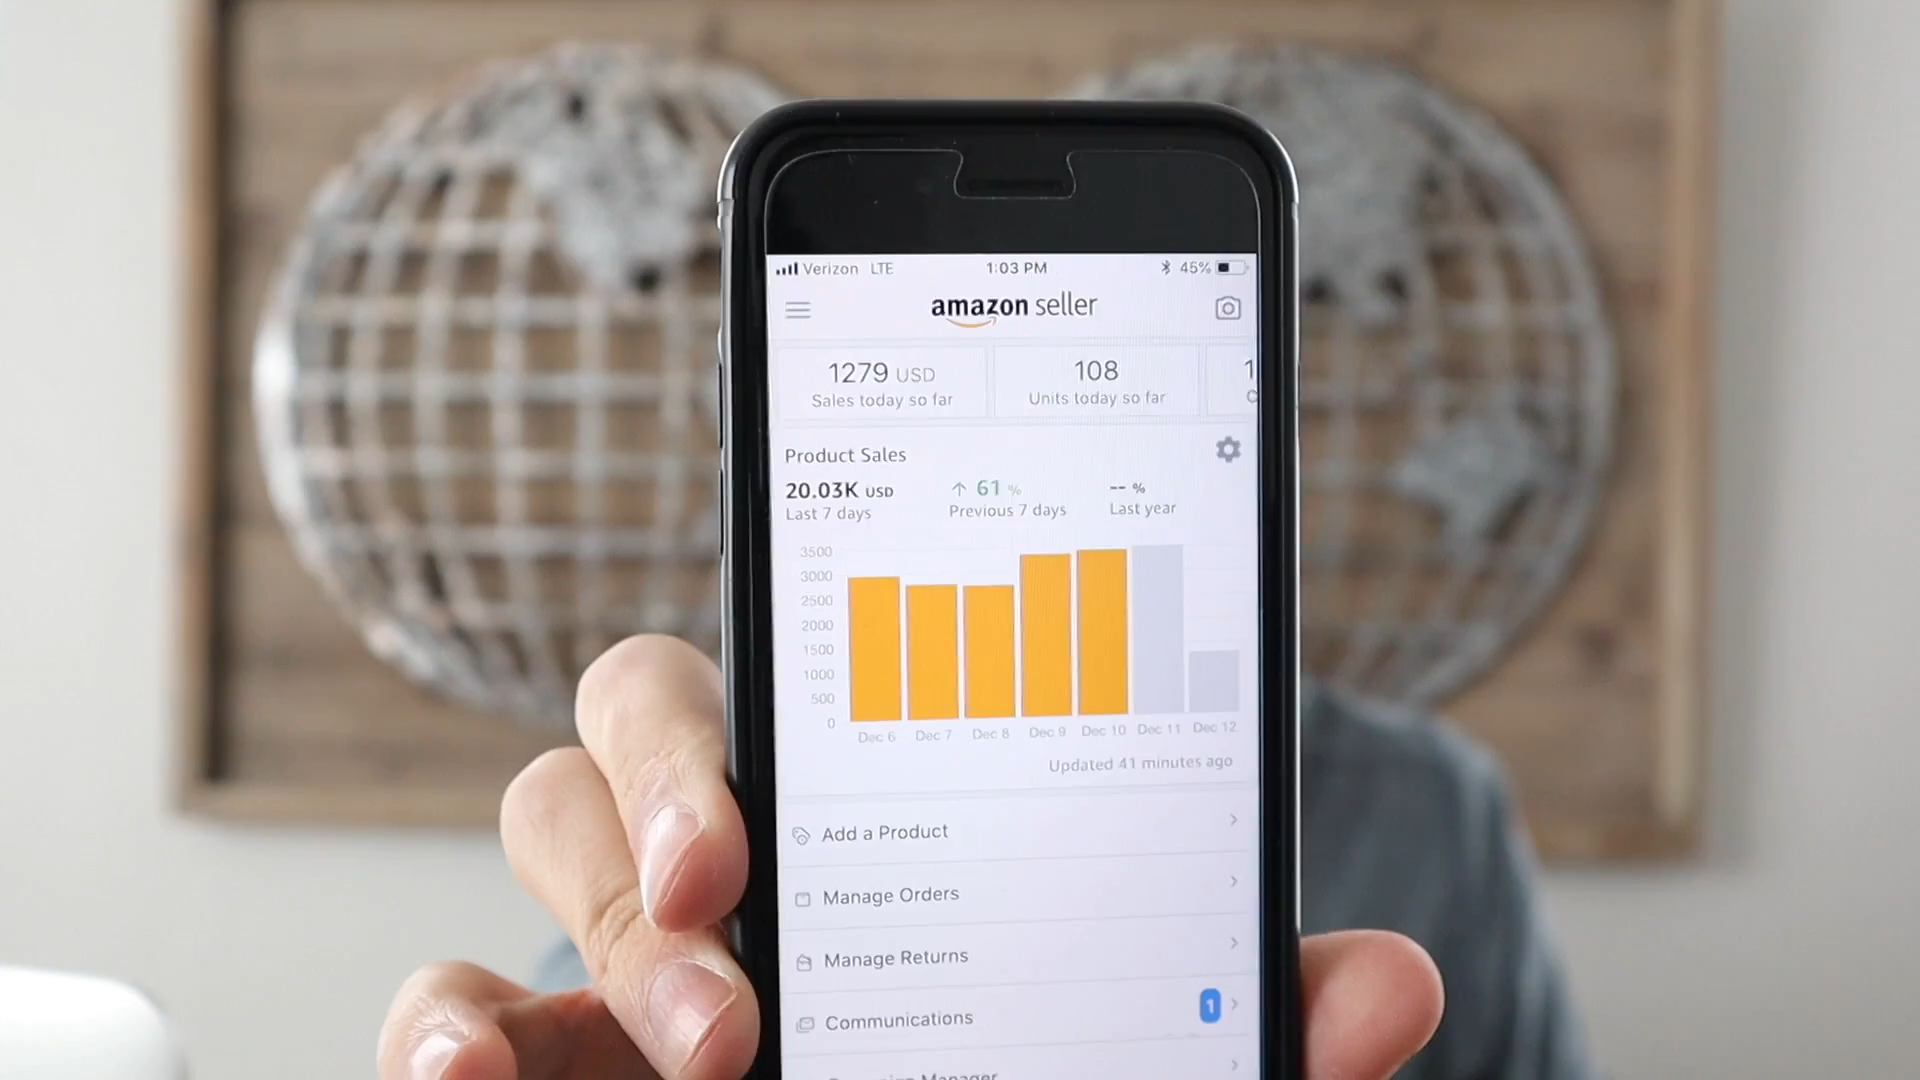 Verizon LTE 1:03 PM 45%
amazon seller
1279 USD 108 1
Sales today so far Units today so far
Product Sales
20.03K USD ↑ 61 % -- %
Last 7 days Previous 7 days Last year
3500
3000
2500
2000
1500
1000
500
0
Dec 6 Dec 7 Dec 8 Dec 9 Dec 10 Dec 11 Dec 12
Updated 41 minutes ago
Add a Product
Manage Orders
Manage Returns
Communications 1
Manager